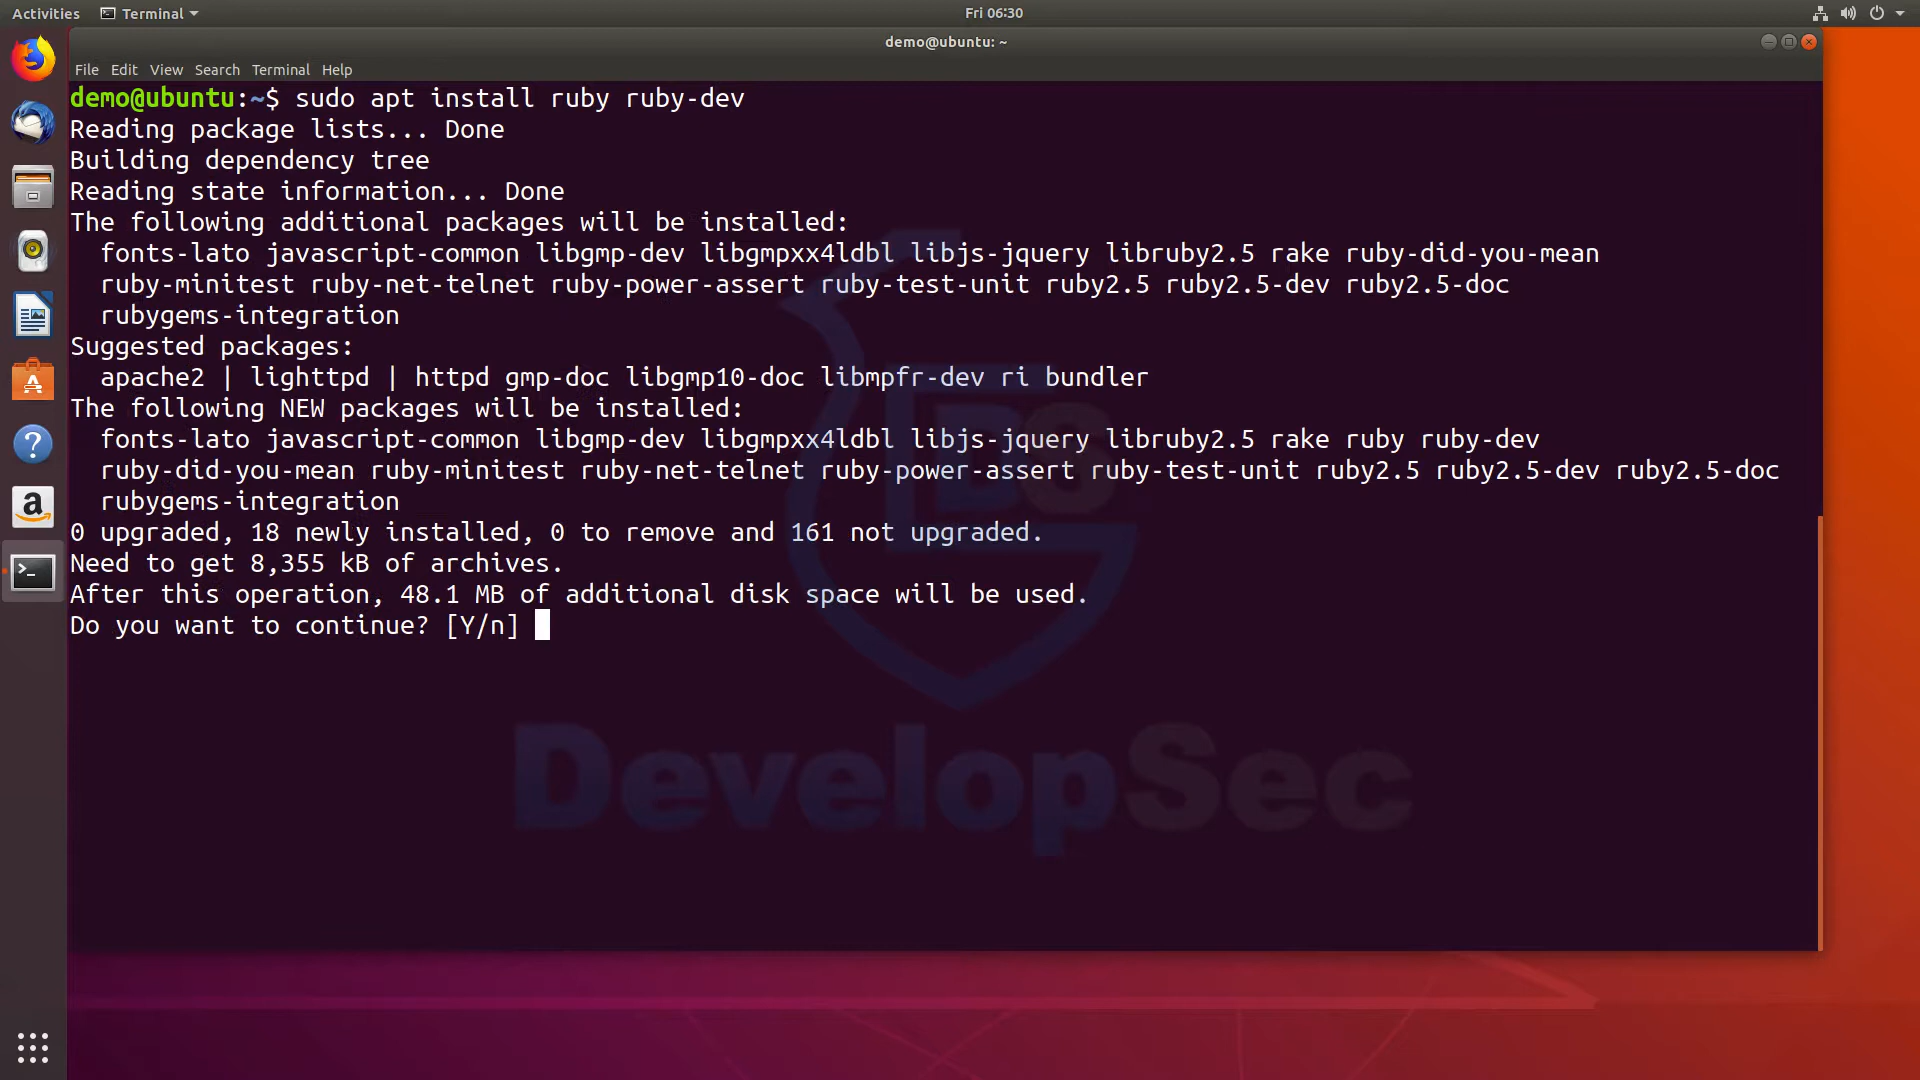 Activities Terminal Fri 06:30
demo@ubuntu: ~
File Edit View Search Terminal Help
demo@ubuntu:~$ sudo apt install ruby ruby-dev
Reading package lists... Done
Building dependency tree
Reading state information... Done
The following additional packages will be installed:
fonts-lato javascript-common libgmp-dev libgmpxx4ldbl libjs-jquery libruby2.5 rake ruby-did-you-mean
ruby-minitest ruby-net-telnet ruby-power-assert ruby-test-unit ruby2.5 ruby2.5-dev ruby2.5-doc
rubygems-integration
Suggested packages:
apache2 | lighttpd | httpd gmp-doc libgmp10-doc libmpfr-dev ri bundler
The following NEW packages will be installed:
fonts-lato javascript-common libgmp-dev libgmpxx4ldbl libjs-jquery libruby2.5 rake ruby ruby-dev
ruby-did-you-mean ruby-minitest ruby-net-telnet ruby-power-assert ruby-test-unit ruby2.5 ruby2.5-dev ruby2.5-doc
rubygems-integration
0 upgraded, 18 newly installed, 0 to remove and 161 not upgraded.
Need to get 8,355 kB of archives.
After this operation, 48.1 MB of additional disk space will be used.
Do you want to continue? [Y/n]
DS
DevelopSec